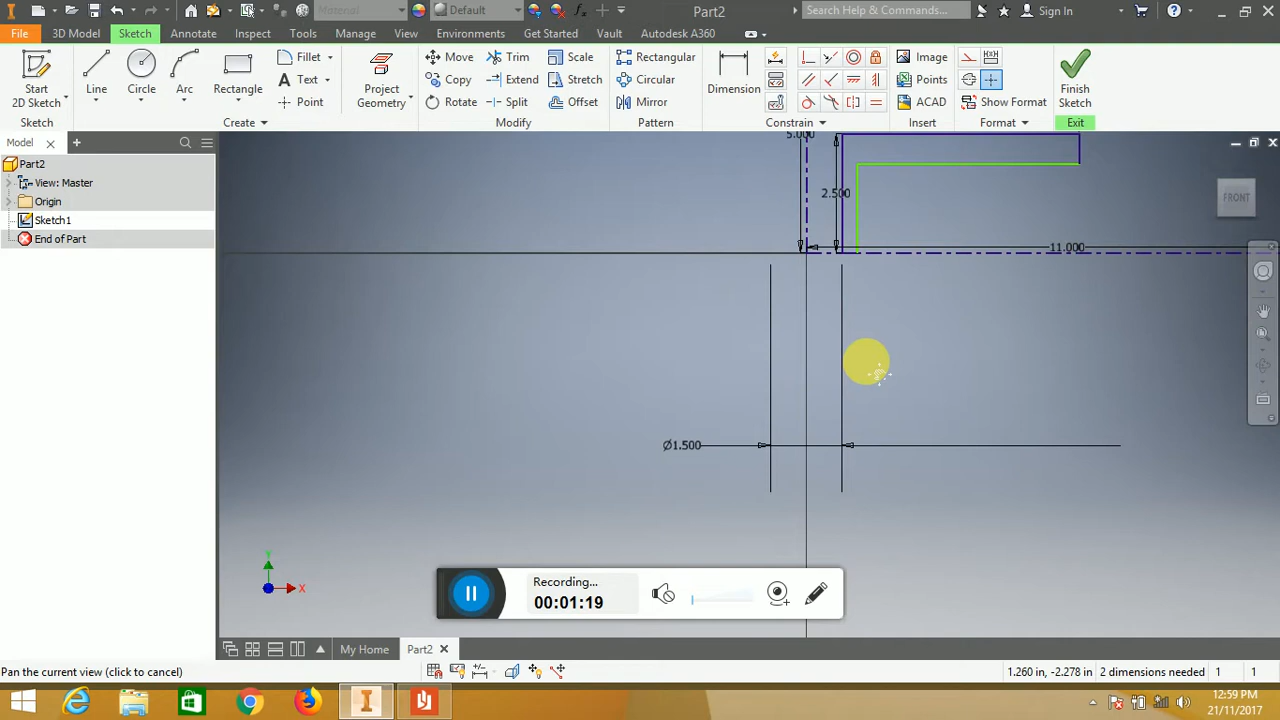 Material
Default
Part2
Search Help & Commands...
Sign In
File
3D Model
Sketch
Annotate
Inspect
Tools
Manage
View
Environments
Get Started
Vault
Autodesk A360
Start
2D Sketch
Line
Circle
Arc
Rectangle
Fillet
Text
Point
Project
Geometry
Move
Copy
Rotate
Trim
Extend
Split
Scale
Stretch
Offset
Rectangular
Circular
Mirror
Dimension
Image
Points
ACAD
Show Format
Finish
Sketch
Sketch
Create
Modify
Pattern
Constrain
Insert
Format
Exit
Model
Part2
View: Master
Origin
Sketch1
End of Part
5.000
2.500
11.000
FRONT
Ø1.500
Y
X
Recording...
00:01:19
My Home
Part2
Pan the current view (click to cancel)
1.260 in, -2.278 in
2 dimensions needed
1
1
12:59 PM
21/11/2017